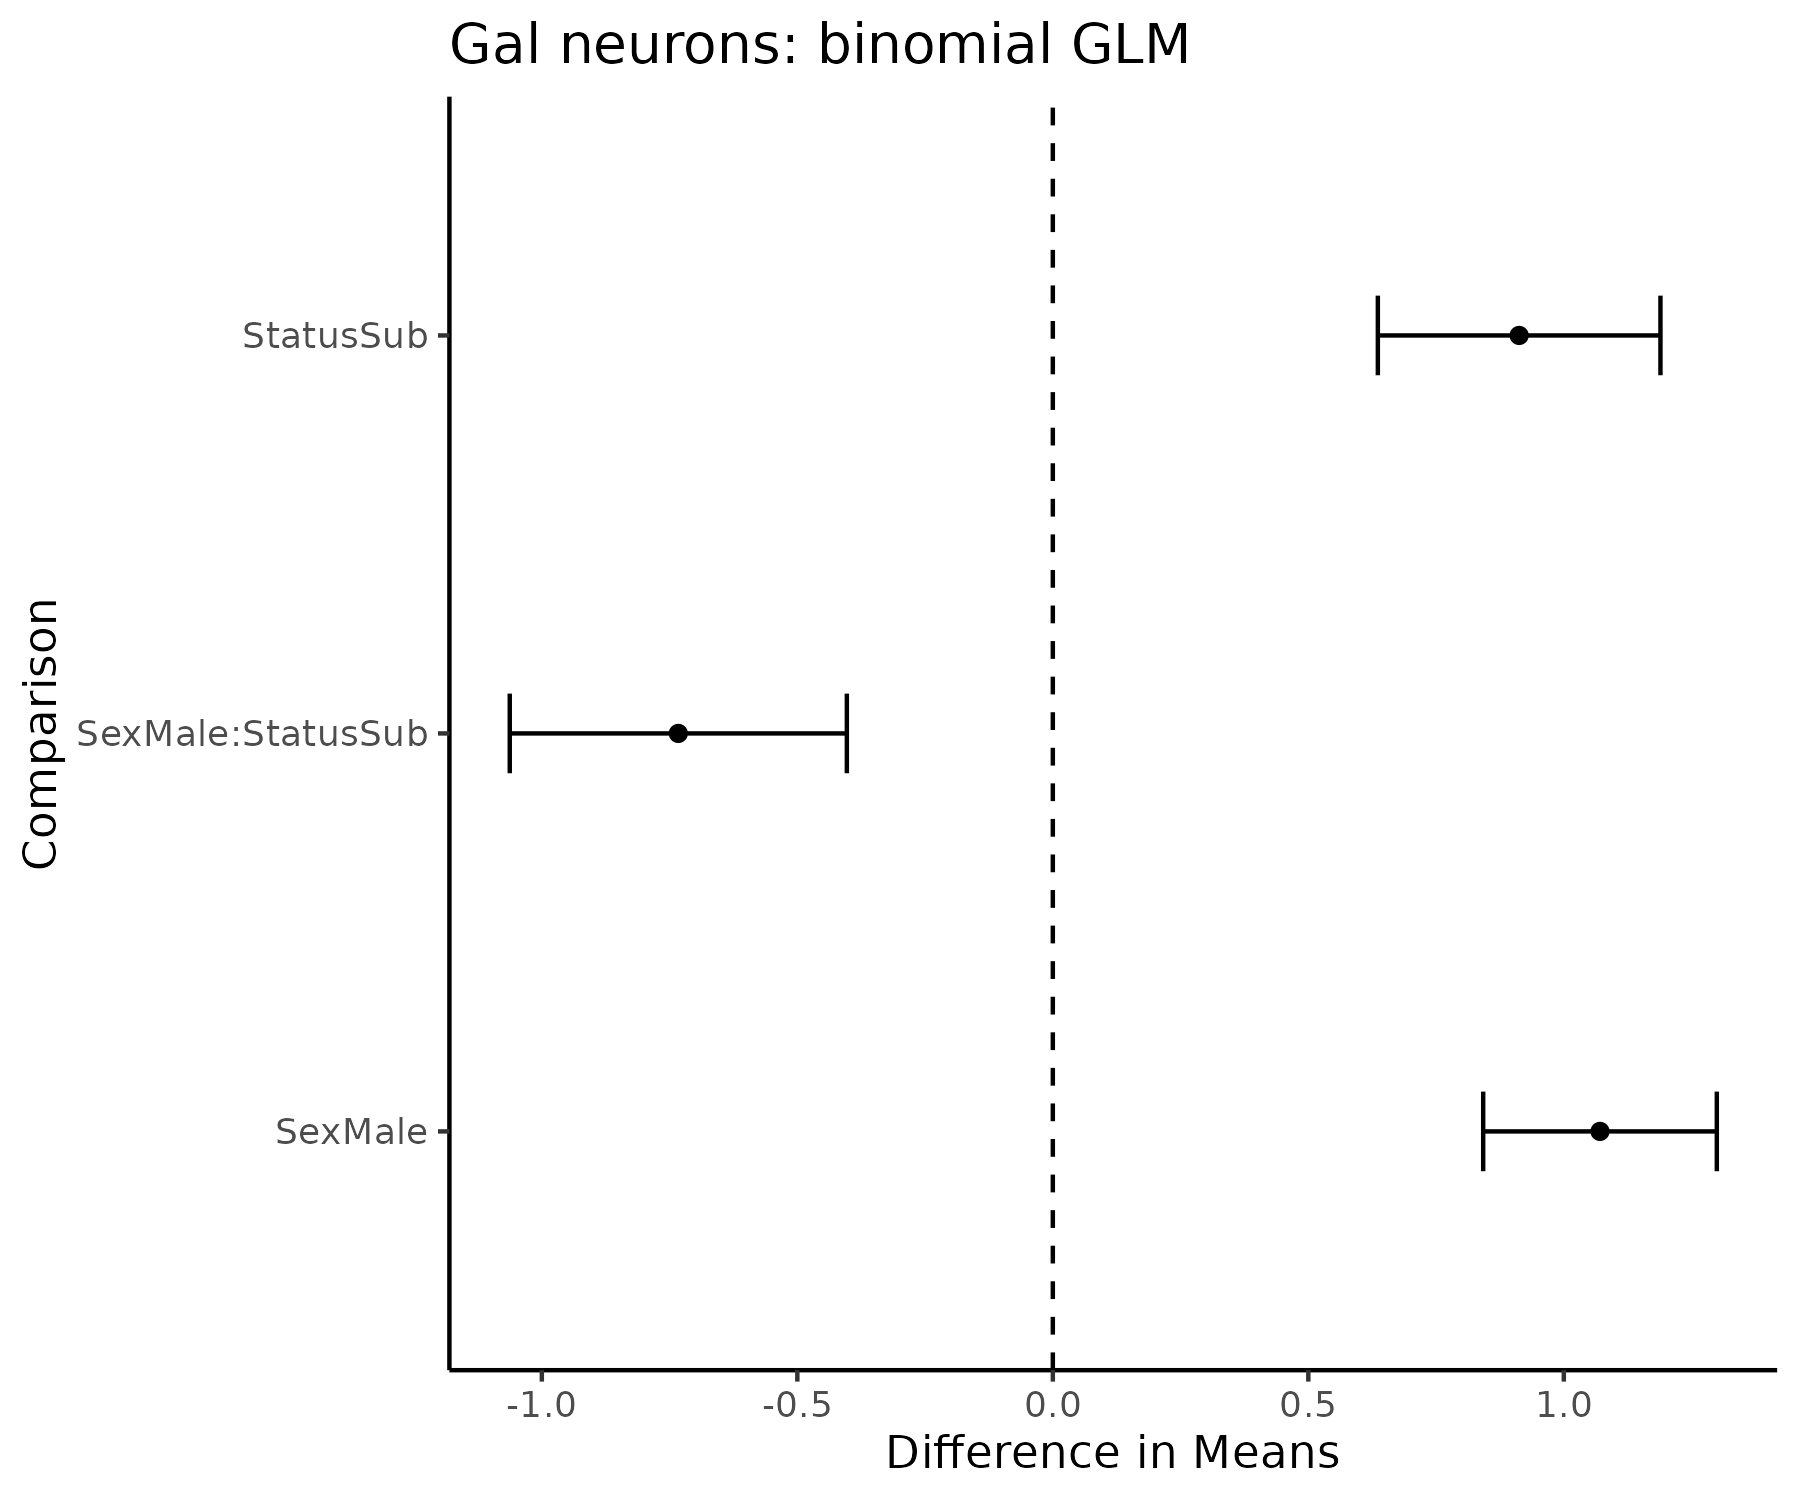 Gal neurons: binomial GLM
Comparison
StatusSub
SexMale:StatusSub
SexMale
-1.0 -0.5 0.0 0.5 1.0
Difference in Means